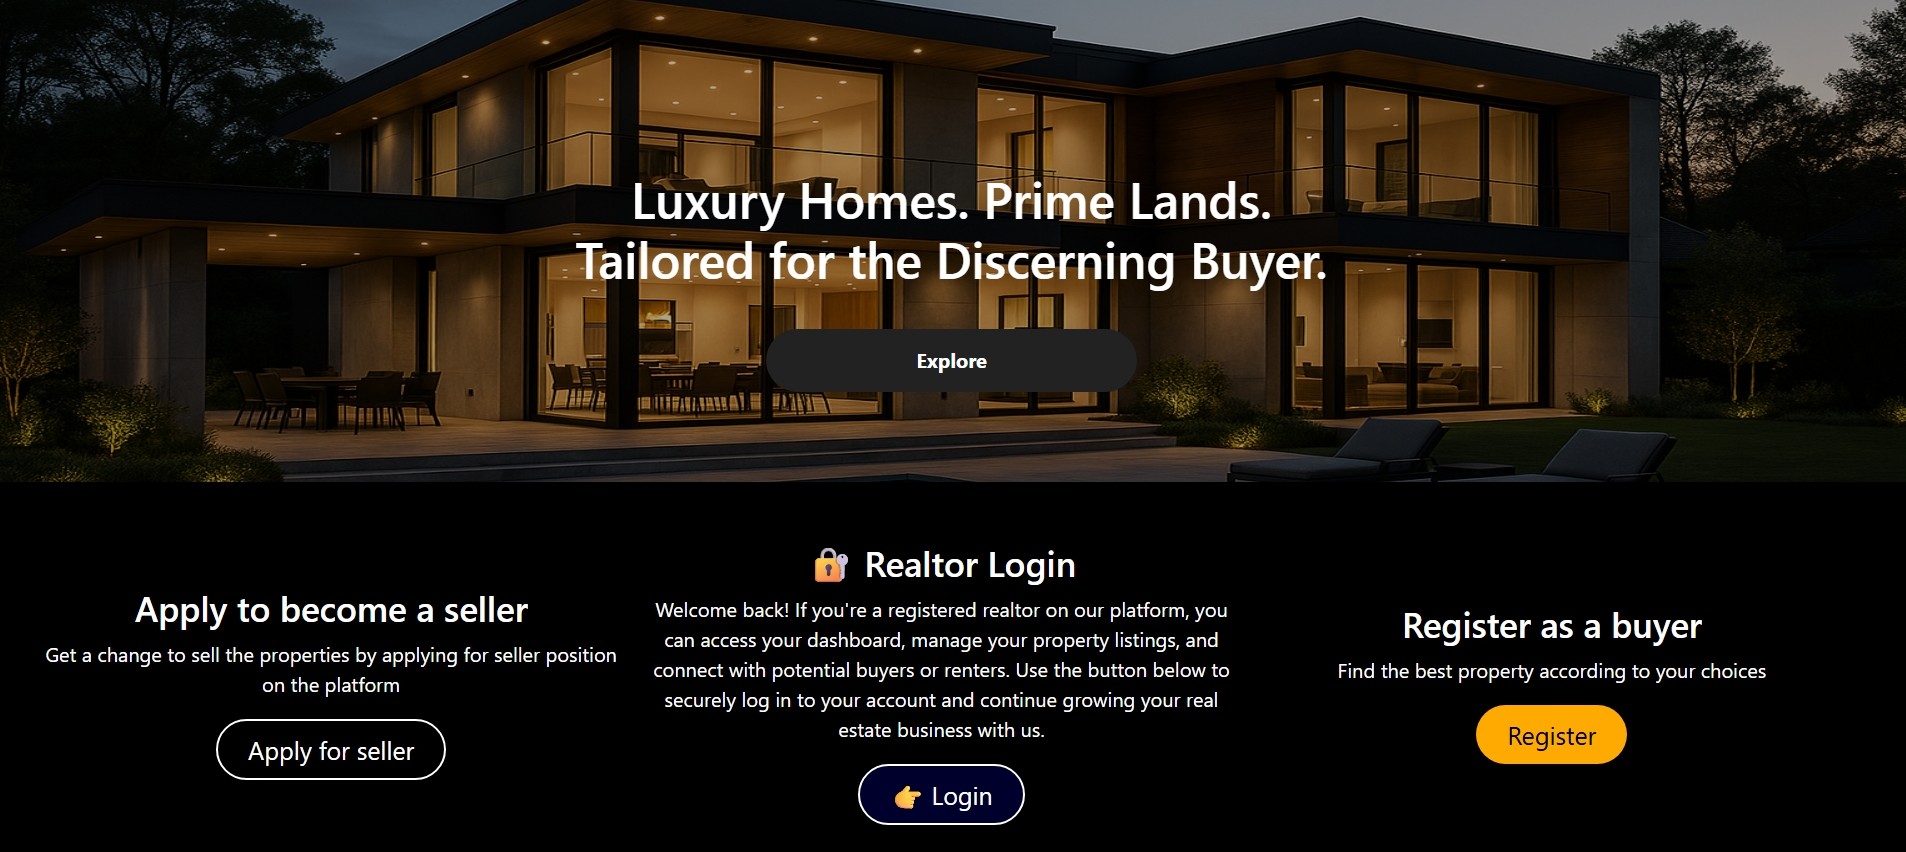 Luxury Homes. Prime Lands.
Tailored for the Discerning Buyer.
Explore
Apply to become a seller
Get a change to sell the properties by applying for seller position
on the platform
Apply for seller
🔐 Realtor Login
Welcome back! If you're a registered realtor on our platform, you
can access your dashboard, manage your property listings, and
connect with potential buyers or renters. Use the button below to
securely log in to your account and continue growing your real
estate business with us.
👉 Login
Register as a buyer
Find the best property according to your choices
Register